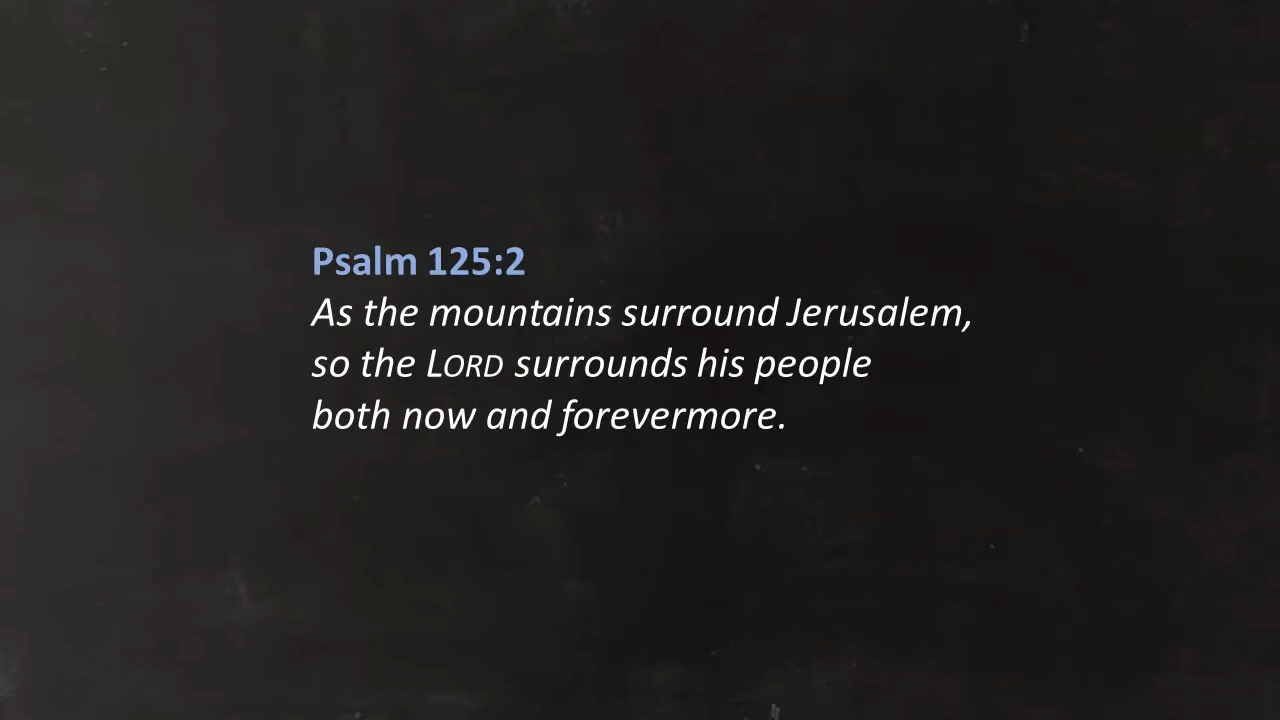 Psalm 125:2
As the mountains surround Jerusalem,
so the LORD surrounds his people
both now and forevermore.